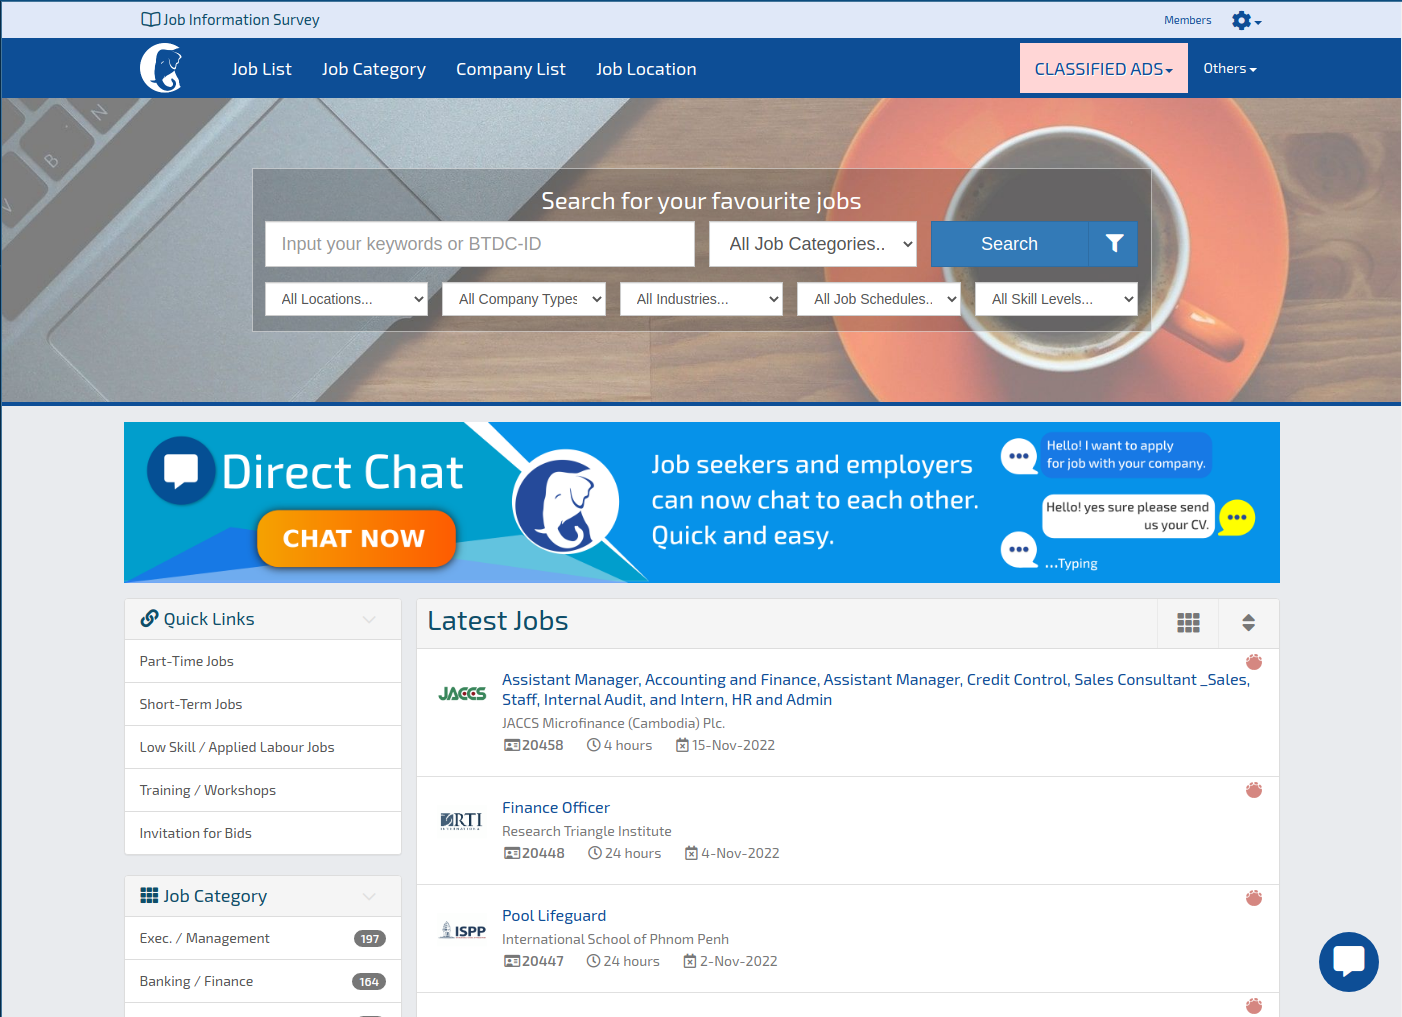 Job Information Survey
Members
Job List
Job Category
Company List
Job Location
CLASSIFIED ADS
Others
B
N
V
Search for your favourite jobs
Input your keywords or BTDC-ID
All Job Categories..
Search
All Locations...
All Company Types
All Industries...
All Job Schedules..
All Skill Levels...
Direct Chat
CHAT NOW
Job seekers and employers
can now chat to each other.
Quick and easy.
Hello! I want to apply
for job with your company.
Hello! yes sure please send
us your CV.
...Typing
Quick Links
Part-Time Jobs
Short-Term Jobs
Low Skill / Applied Labour Jobs
Training / Workshops
Invitation for Bids
Job Category
Exec. / Management 197
Banking / Finance 164
Latest Jobs
JACCS
Assistant Manager, Accounting and Finance, Assistant Manager, Credit Control, Sales Consultant _Sales,
Staff, Internal Audit, and Intern, HR and Admin
JACCS Microfinance (Cambodia) Plc.
20458 4 hours 15-Nov-2022
RTI
INTERNATIONAL
Finance Officer
Research Triangle Institute
20448 24 hours 4-Nov-2022
ISPP
Pool Lifeguard
International School of Phnom Penh
20447 24 hours 2-Nov-2022